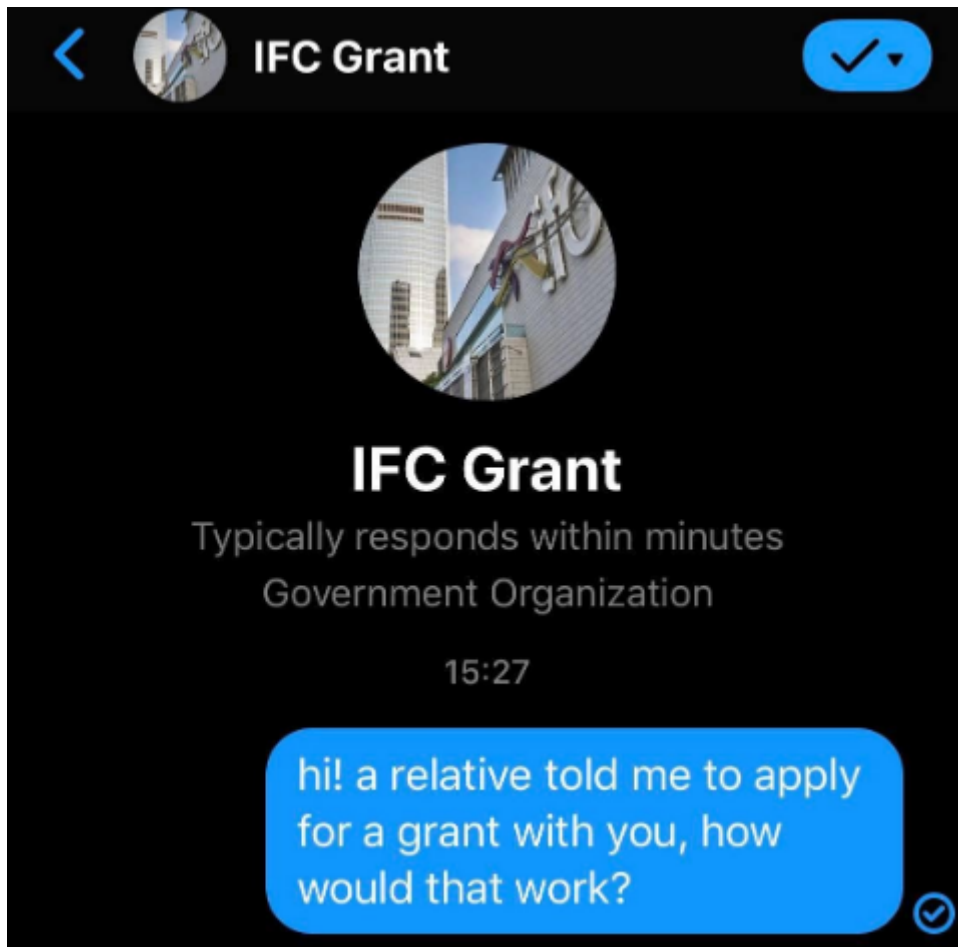 IFC Grant
ifc
IFC Grant
Typically responds within minutes
Government Organization
15:27
hi! a relative told me to apply
for a grant with you, how
would that work?